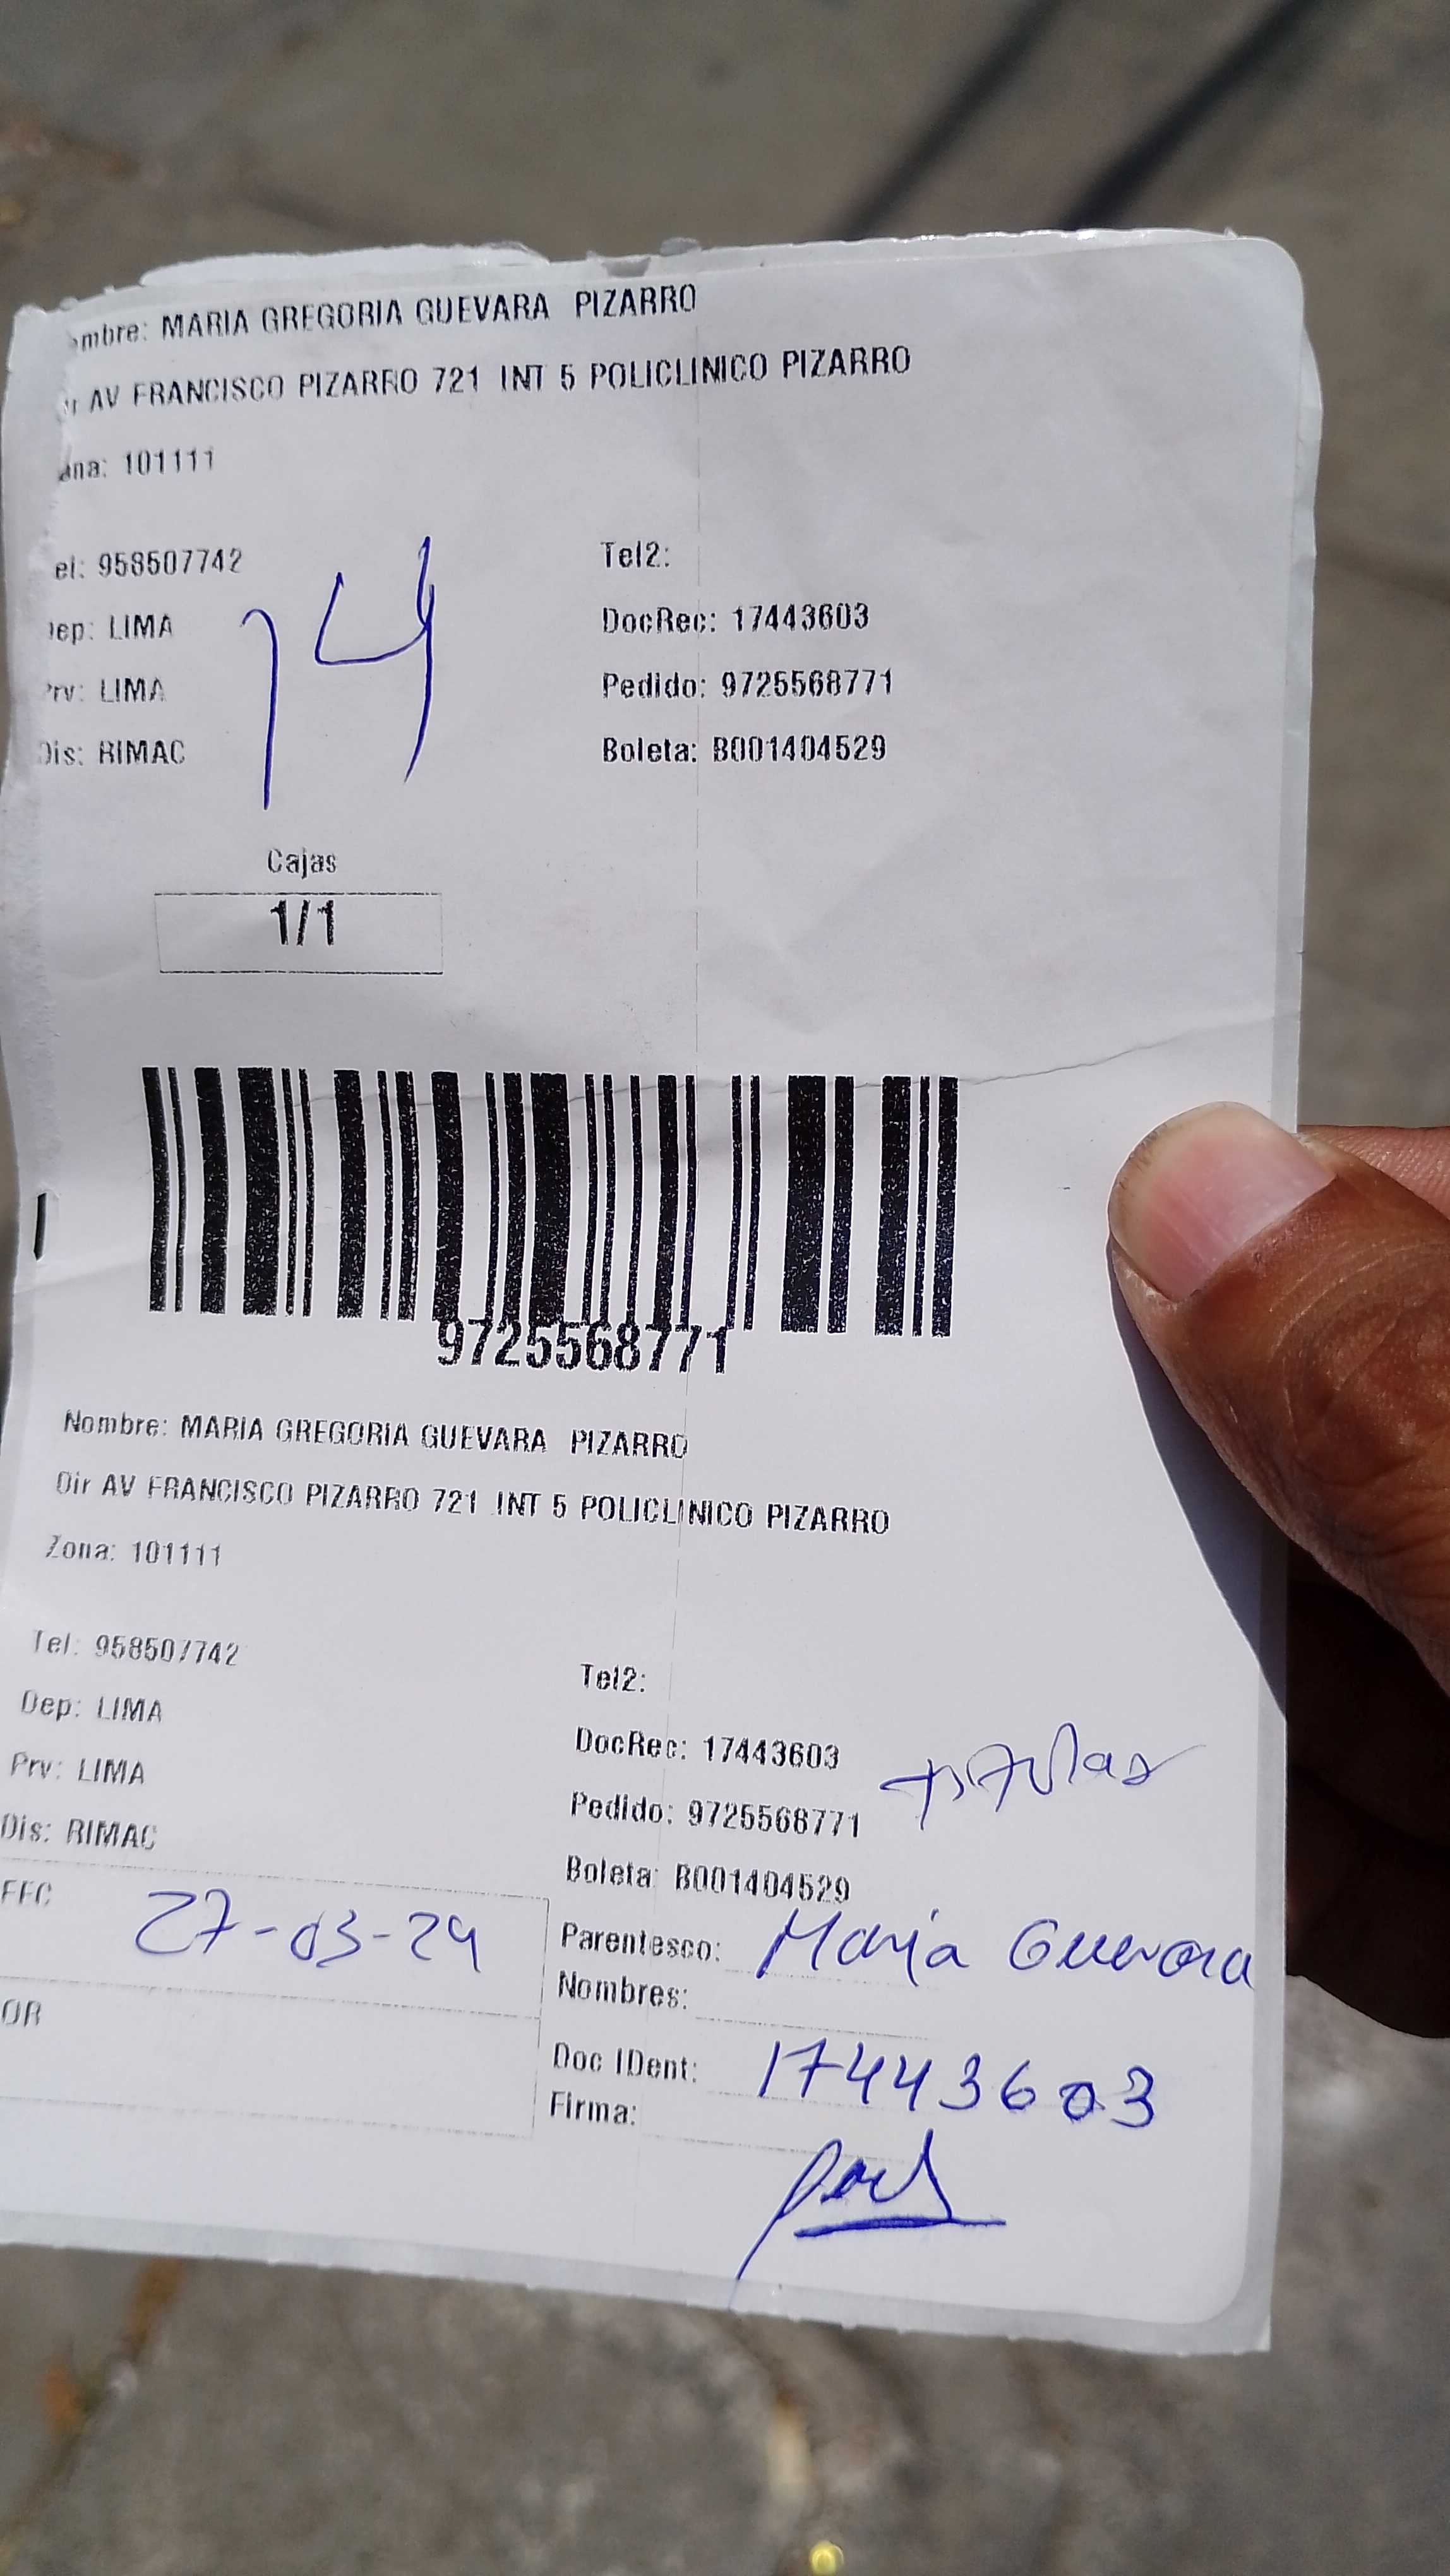 mbre: MARIA GREGORIA GUEVARA PIZARRO
r AV FRANCISCO PIZARRO 721 INT 5 POLICLINICO PIZARRO
ona: 101111
el: 958507742
Tel2:
ep: LIMA
DocRec: 17443603
Prv: LIMA
Pedido: 9725568771
Dis: RIMAC
Boleta: B001404529
14
Cajas
1/1
9725568771
Nombre: MARIA GREGORIA GUEVARA PIZARRO
Dir AV FRANCISCO PIZARRO 721 INT 5 POLICLINICO PIZARRO
Zona: 101111
Tel: 958507742
Tel2:
Dep: LIMA
DocRec: 17443603
Prv: LIMA
Pedido: 9725568771
Dis: RIMAC
Boleta: B001404529
FEC 27-03-24
Parentesco: Maria Guevara
Nombres:
OR
Doc IDent: 17443603
Firma: